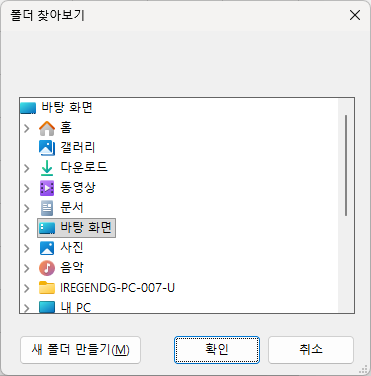 폴더 찾아보기
바탕 화면
홈
갤러리
다운로드
동영상
문서
바탕 화면
사진
음악
IREGENDG-PC-007-U
내 PC
새 폴더 만들기(M)
확인
취소